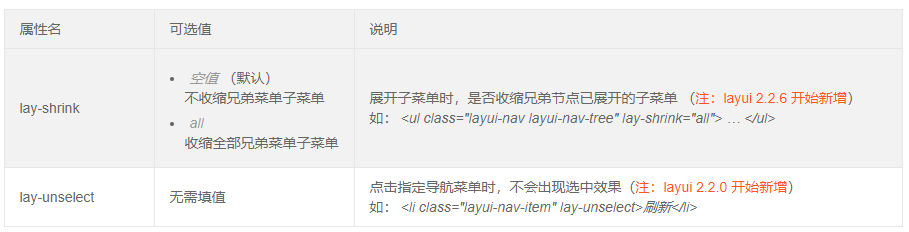 属性名 可选值 说明
lay-shrink
• 空值 （默认）
不收缩兄弟菜单子菜单
• all
收缩全部兄弟菜单子菜单
展开子菜单时，是否收缩兄弟节点已展开的子菜单 （注：layui 2.2.6 开始新增）
如： <ul class="layui-nav layui-nav-tree" lay-shrink="all"> … </ul>
lay-unselect
无需填值
点击指定导航菜单时，不会出现选中效果（注：layui 2.2.0 开始新增）
如： <li class="layui-nav-item" lay-unselect>刷新</li>